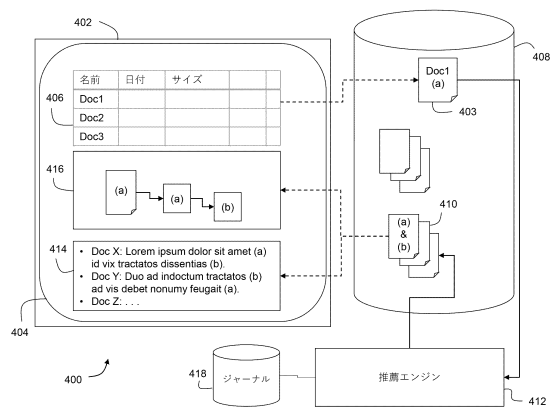 402
408
名前 日付 サイズ
Doc1
Doc2
Doc3
406
Doc1
(a)
403
416
(a)
(a)
(b)
410
(a)
&
(b)
414
• Doc X: Lorem ipsum dolor sit amet (a)
id vix tractatos dissentias (b).
• Doc Y: Duo ad indoctum tractatos (b)
ad vis debet nonumy feugait (a).
• Doc Z: . . .
404
400
418
ジャーナル
推薦エンジン
412